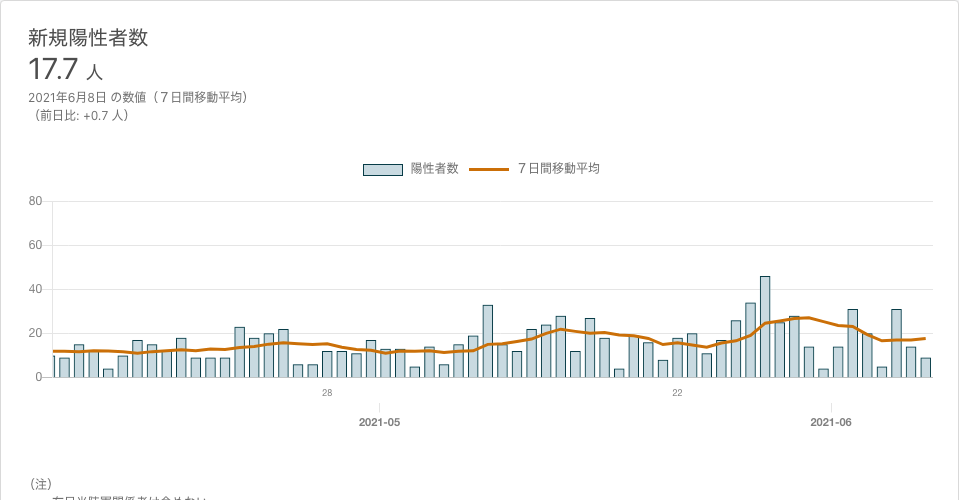 新規陽性者数
17.7 人
2021年6月8日 の数値（７日間移動平均）
（前日比: +0.7 人）
陽性者数 ７日間移動平均
80
60
40
20
0
28 22
2021-05 2021-06
（注）